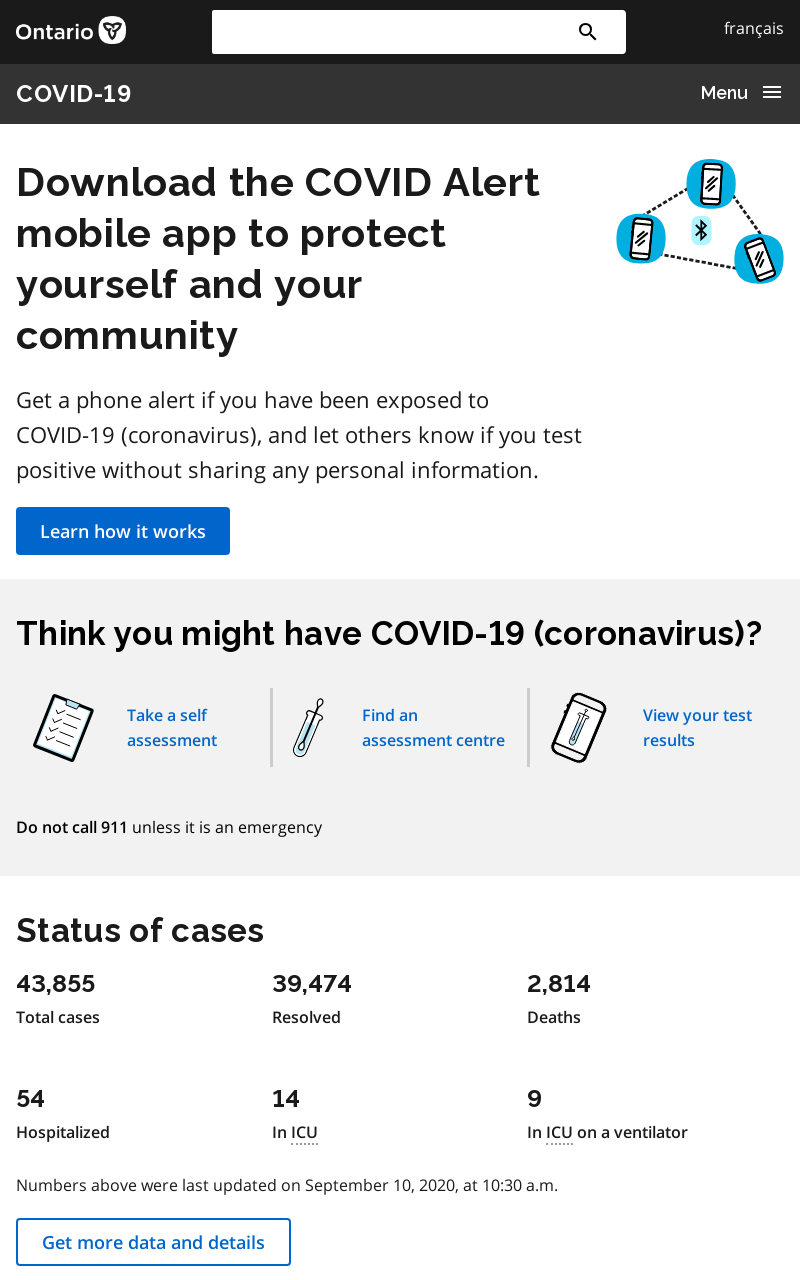 Ontario
français
COVID-19
Menu
Download the COVID Alert
mobile app to protect
yourself and your
community
Get a phone alert if you have been exposed to
COVID-19 (coronavirus), and let others know if you test
positive without sharing any personal information.
Learn how it works
Think you might have COVID-19 (coronavirus)?
Take a self
assessment
Find an
assessment centre
View your test
results
Do not call 911 unless it is an emergency
Status of cases
43,855
Total cases
39,474
Resolved
2,814
Deaths
54
Hospitalized
14
In ICU
9
In ICU on a ventilator
Numbers above were last updated on September 10, 2020, at 10:30 a.m.
Get more data and details